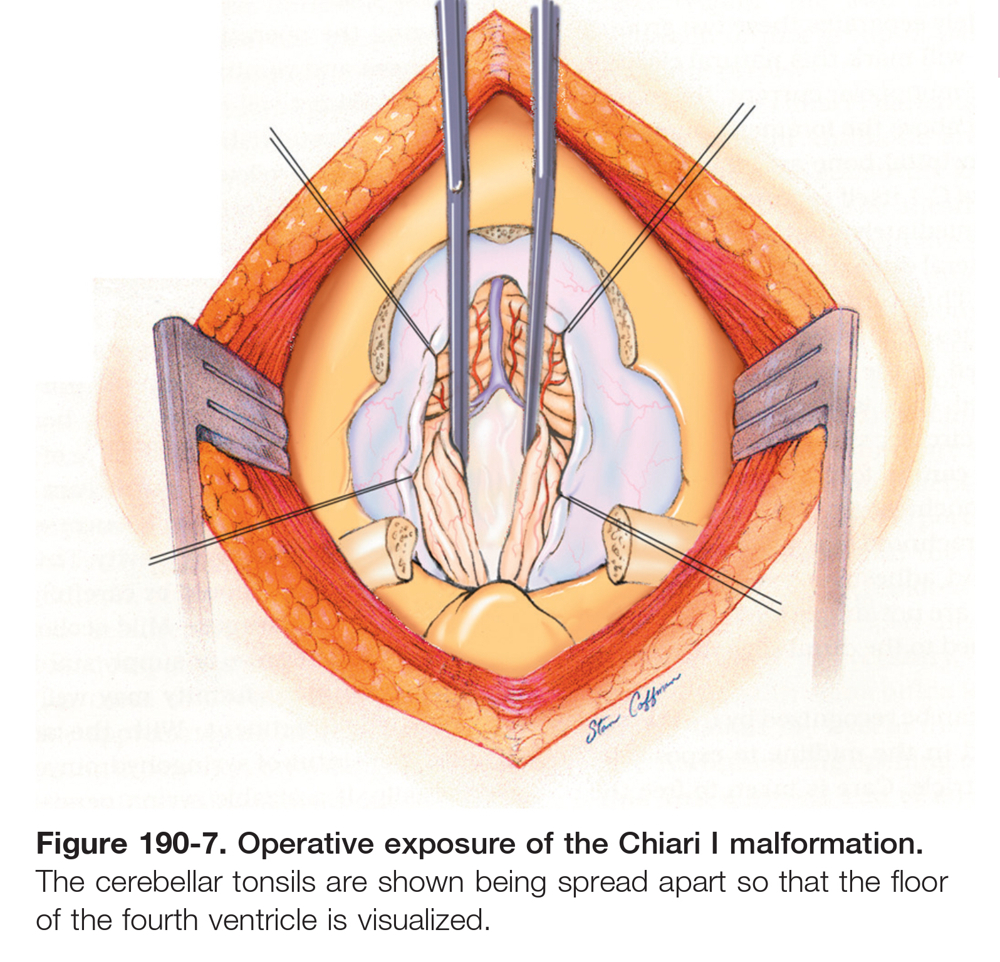 Stan Coffman
Figure 190-7. Operative exposure of the Chiari I malformation.
The cerebellar tonsils are shown being spread apart so that the floor
of the fourth ventricle is visualized.